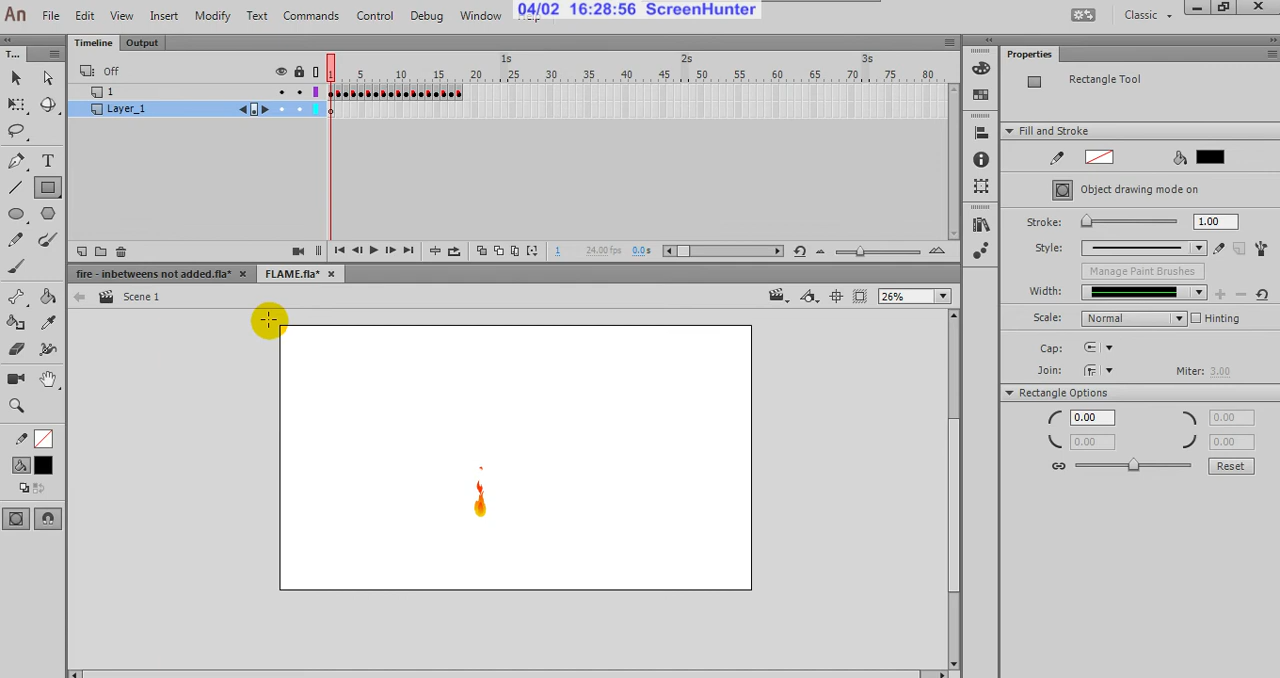 04/02 16:28:56 ScreenHunter
An File Edit View Insert Modify Text Commands Control Debug Window Classic
T... Timeline Output Properties
1s 2s 3s
Off 1 5 10 15 20 25 30 35 40 45 50 55 60 65 70 75 80 Rectangle Tool
1
Layer_1
Fill and Stroke
Object drawing mode on
Stroke: 1.00
Style:
1 24.00 fps 0.0 s
Manage Paint Brushes
fire - inbetweens not added.fla* × FLAME.fla* ×
Width:
Scene 1 26%
Scale: Normal Hinting
Cap:
Join: Miter: 3.00
Rectangle Options
0.00 0.00
0.00 0.00
Reset